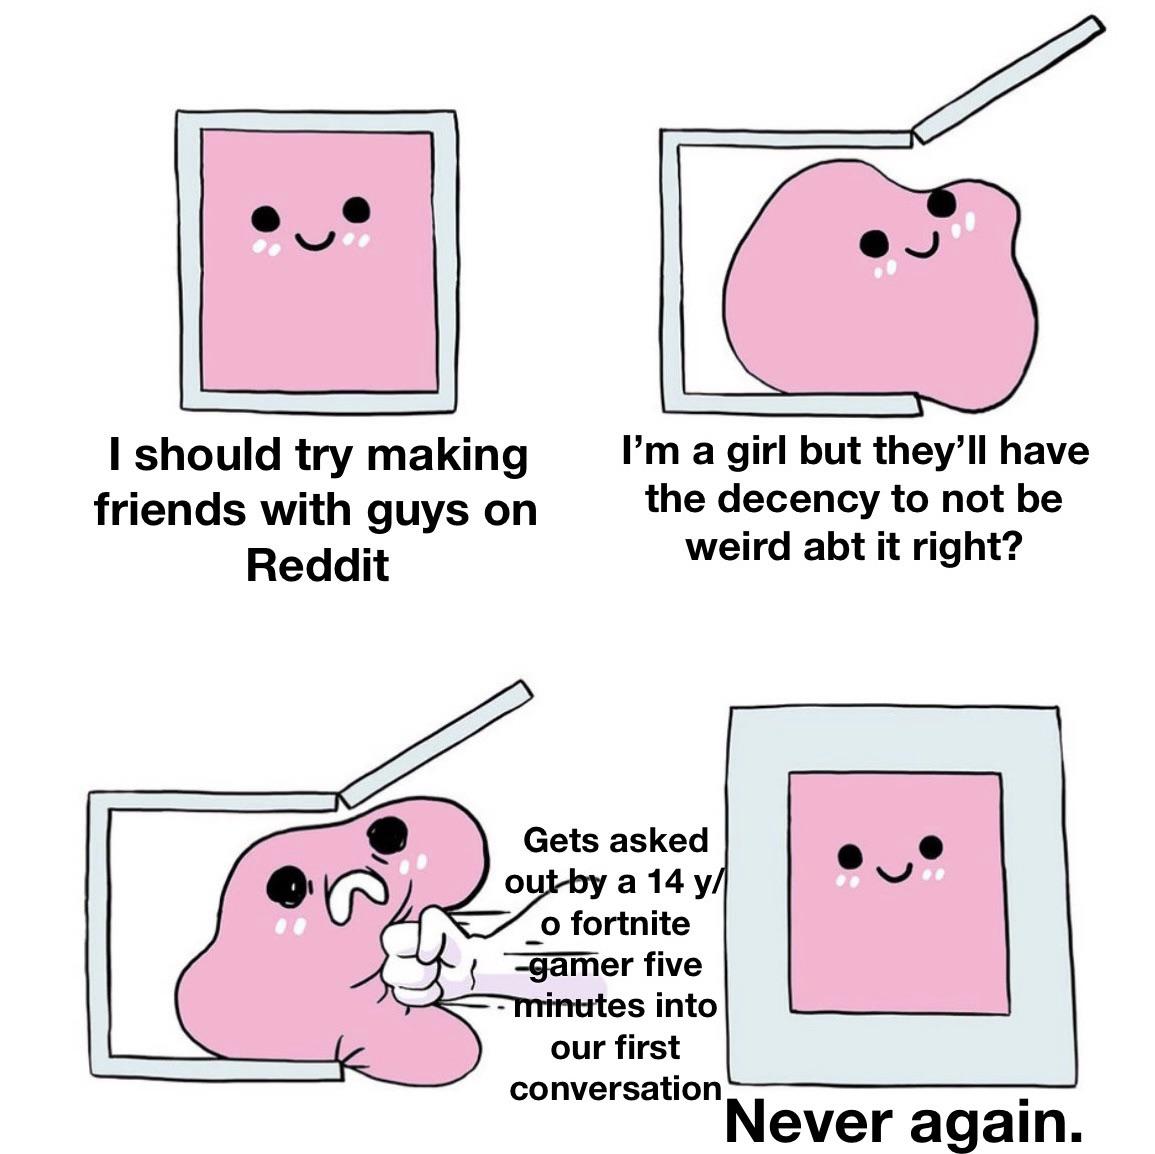 I should try making
friends with guys on
Reddit
I’m a girl but they’ll have
the decency to not be
weird abt it right?
Gets asked
out by a 14 y/
o fortnite
gamer five
minutes into
our first
conversation
Never again.